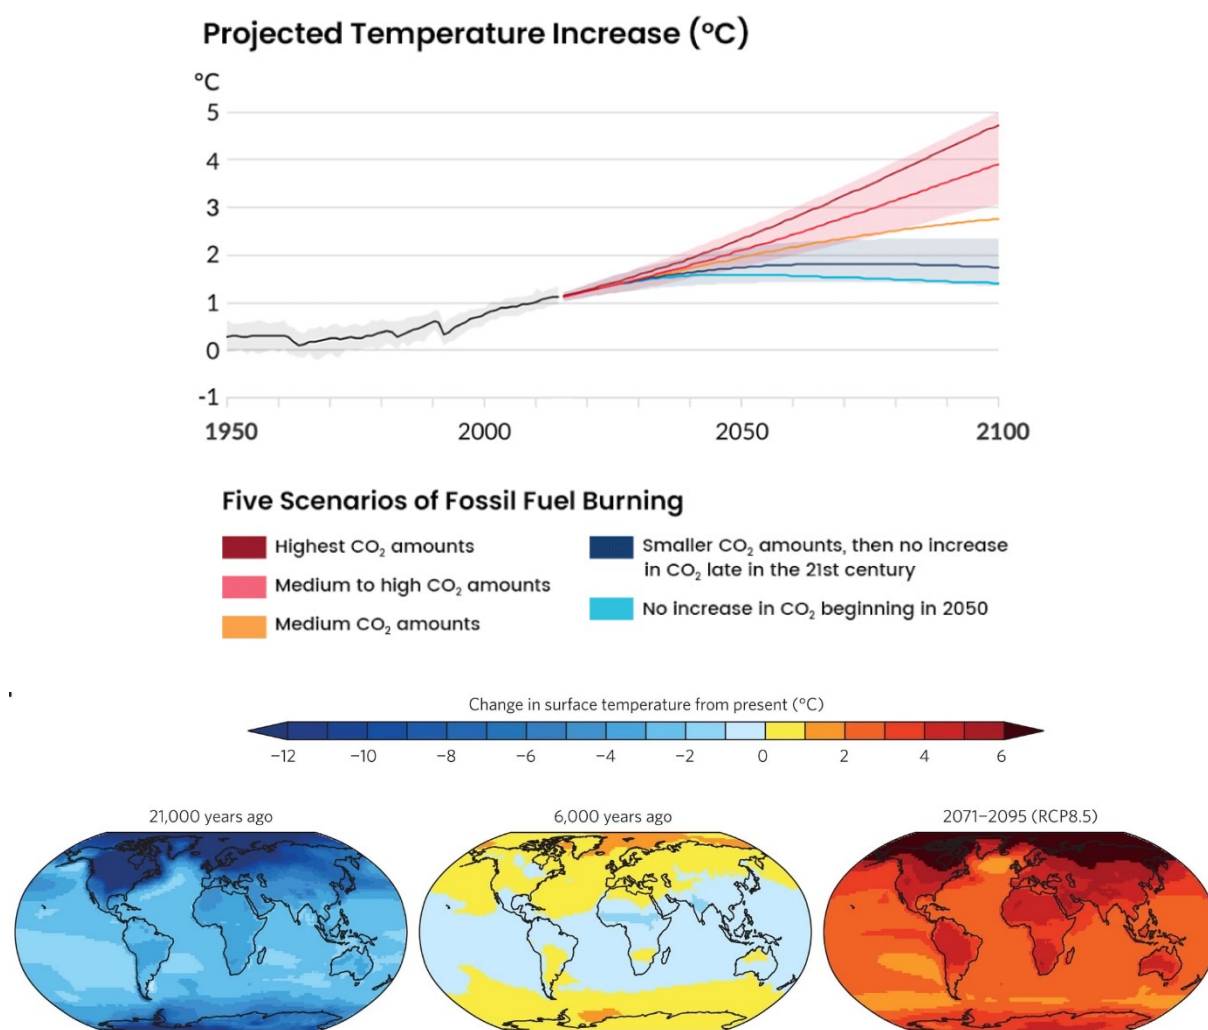 Projected Temperature Increase (°C)
°C
5
4
3
2
1
0
-1
1950 2000 2050 2100
Five Scenarios of Fossil Fuel Burning
Highest CO₂ amounts
Medium to high CO₂ amounts
Medium CO₂ amounts
Smaller CO₂ amounts, then no increase
in CO₂ late in the 21st century
No increase in CO₂ beginning in 2050
Change in surface temperature from present (°C)
−12 −10 −8 −6 −4 −2 0 2 4 6
21,000 years ago
6,000 years ago
2071–2095 (RCP8.5)